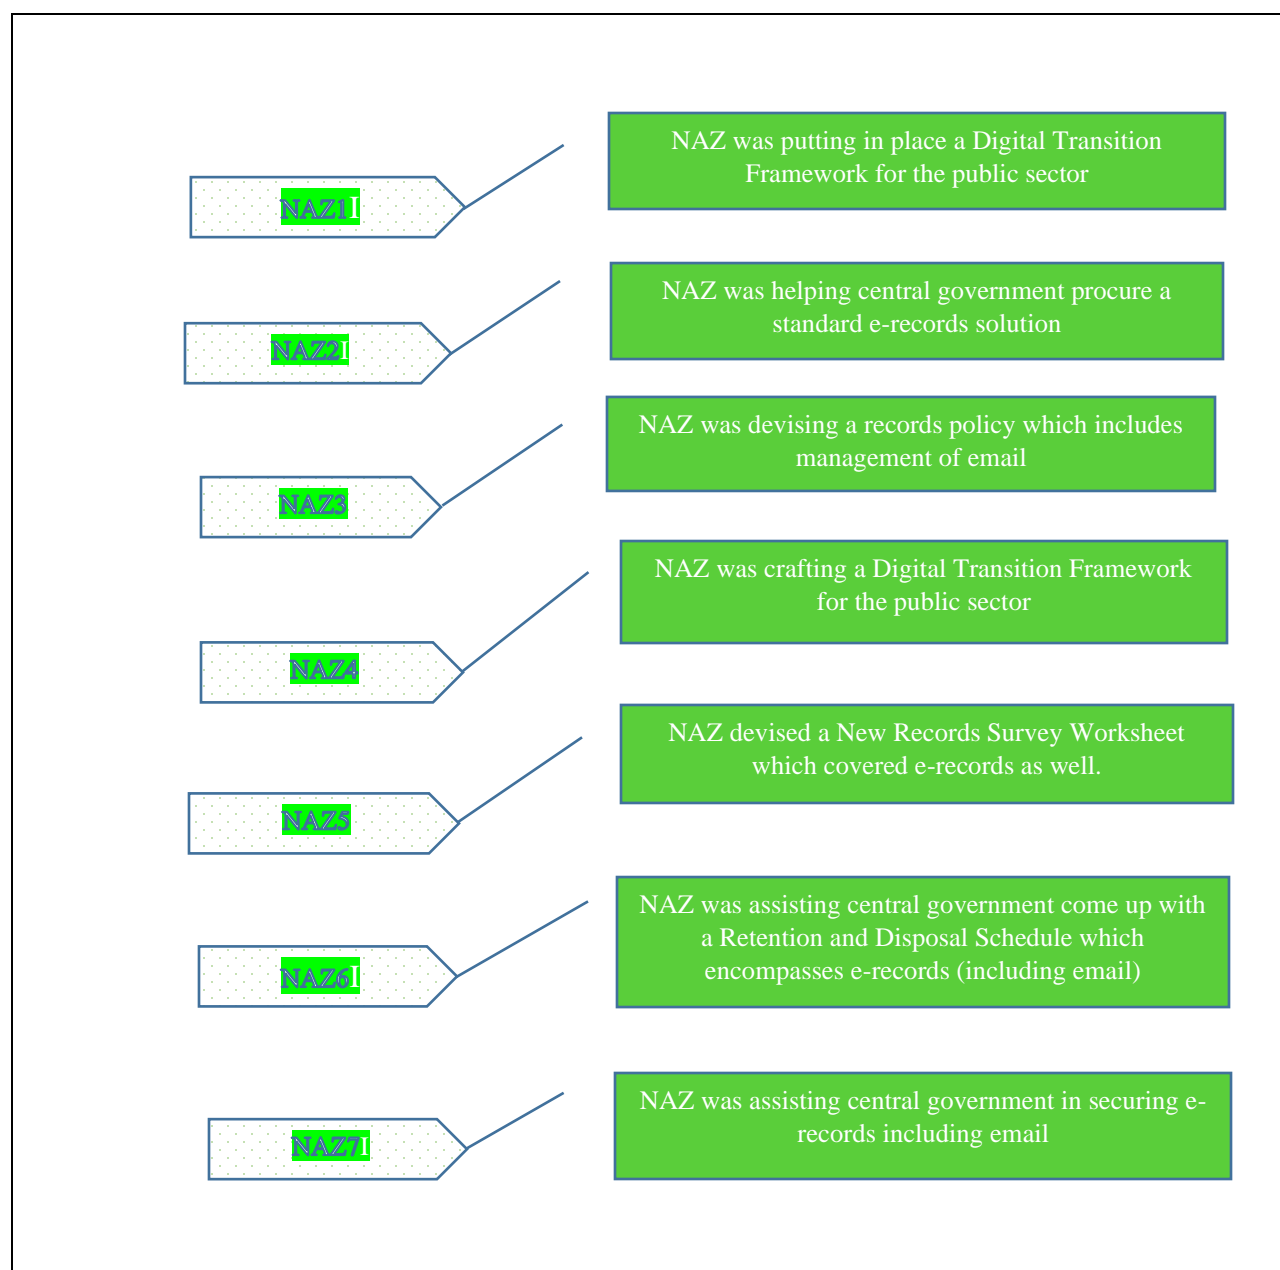 NAZ was putting in place a Digital Transition
Framework for the public sector
NAZ1I
NAZ was helping central government procure a
standard e-records solution
NAZ2I
NAZ was devising a records policy which includes
management of email
NAZ3
NAZ was crafting a Digital Transition Framework
for the public sector
NAZ4
NAZ devised a New Records Survey Worksheet
which covered e-records as well.
NAZ5
NAZ was assisting central government come up with
a Retention and Disposal Schedule which
encompasses e-records (including email)
NAZ6I
NAZ was assisting central government in securing e-
records including email
NAZ7I